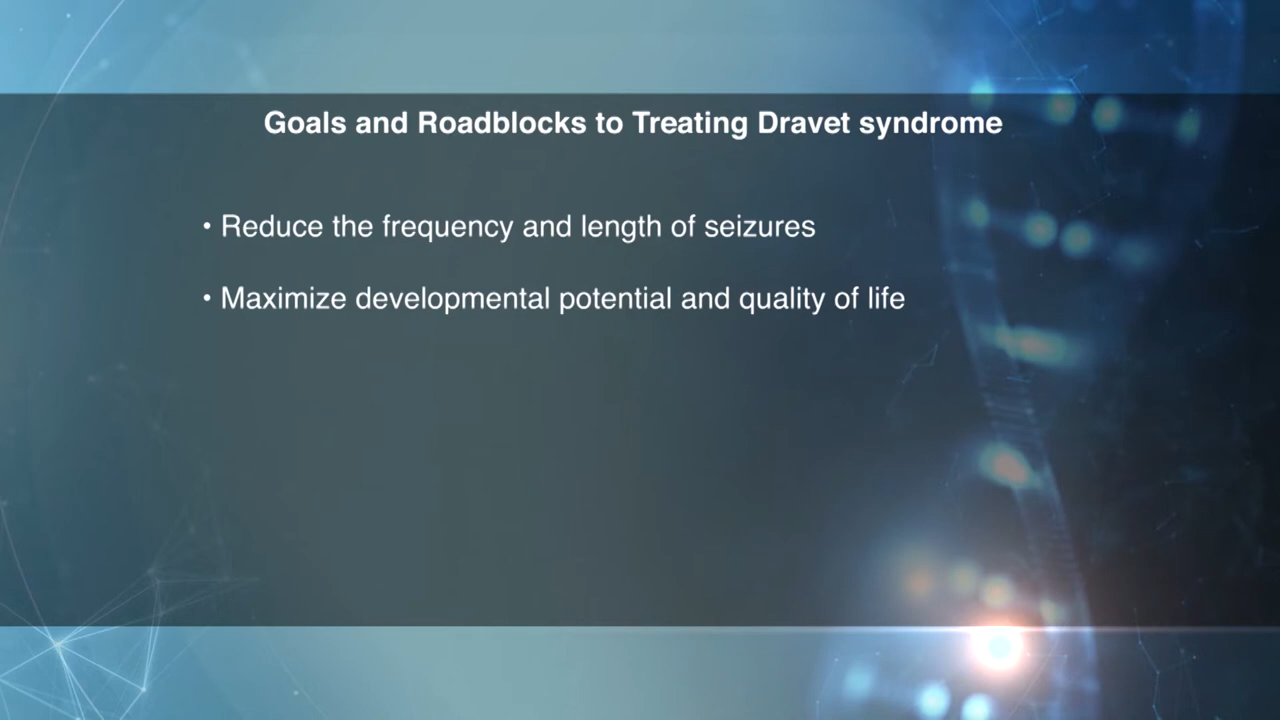 Goals and Roadblocks to Treating Dravet syndrome
• Reduce the frequency and length of seizures
• Maximize developmental potential and quality of life